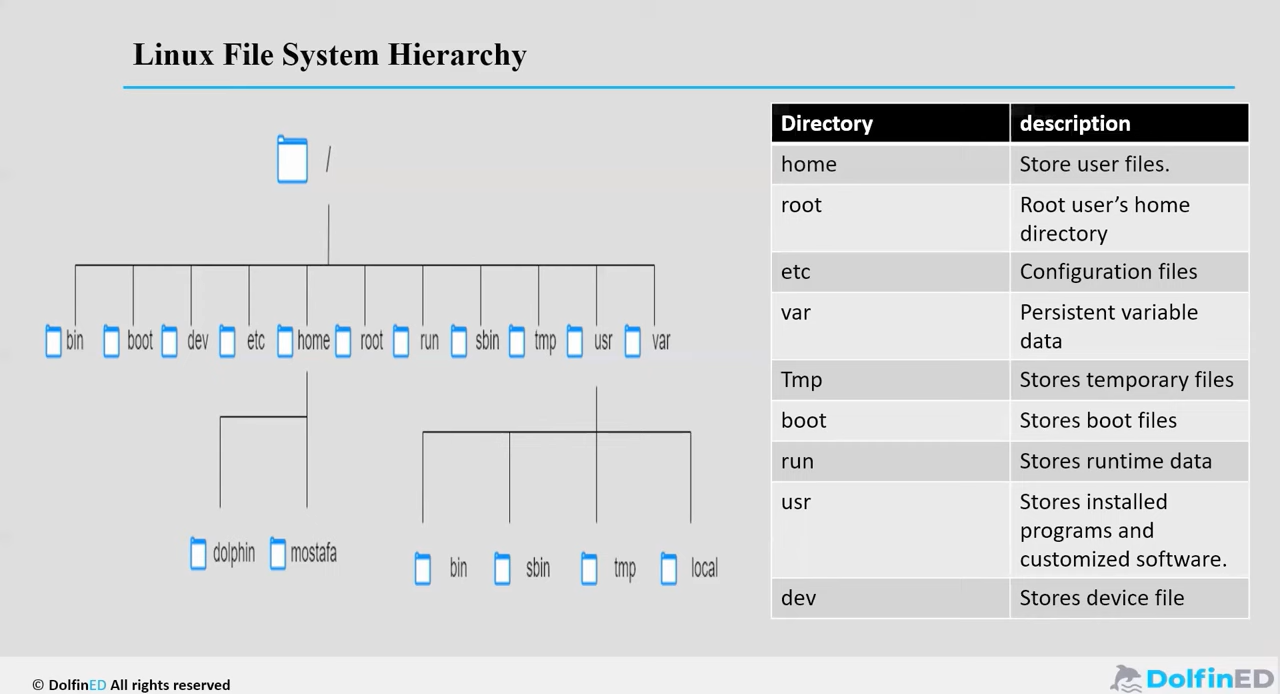 Linux File System Hierarchy
/
bin boot dev etc home root run sbin tmp usr var
dolphin mostafa
bin sbin tmp local
Directory description
home Store user files.
root Root user’s home
directory
etc Configuration files
var Persistent variable
data
Tmp Stores temporary files
boot Stores boot files
run Stores runtime data
usr Stores installed
programs and
customized software.
dev Stores device file
© DolfinED All rights reserved
DolfinED